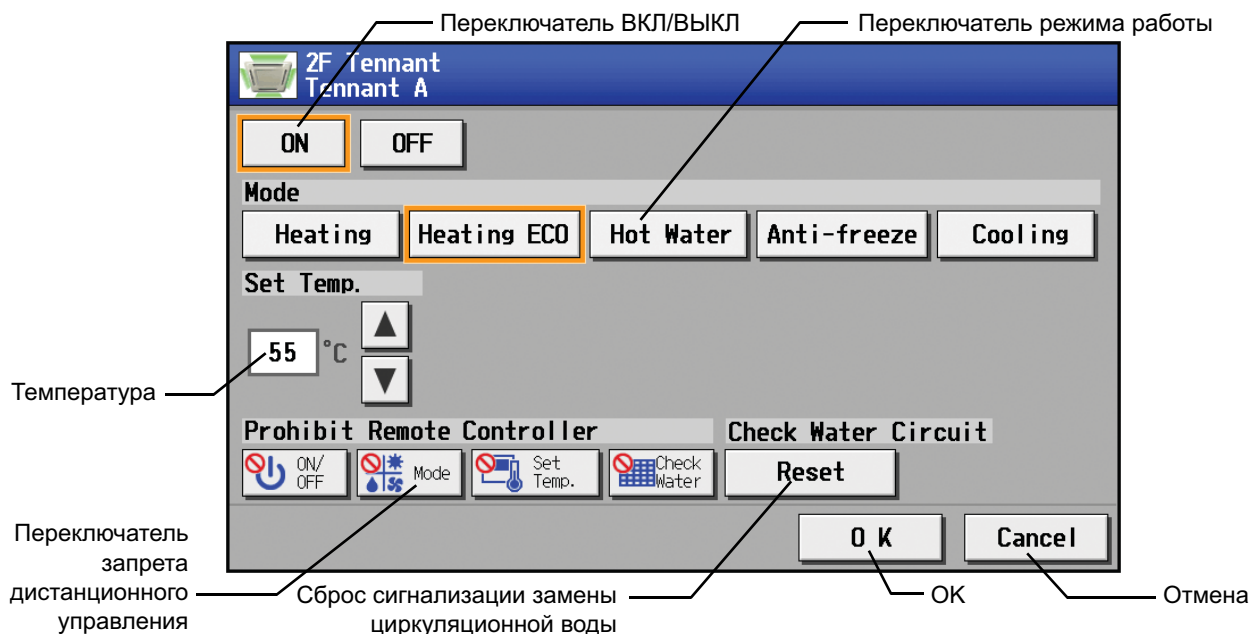 Переключатель ВКЛ/ВЫКЛ
Переключатель режима работы
2F Tennant
Tennant A
ON
OFF
Mode
Heating
Heating ECO
Hot Water
Anti-freeze
Cooling
Set Temp.
55 °C
Температура
Prohibit Remote Controller
Check Water Circuit
ON/
OFF
Mode
Set
Temp.
Check
Water
Reset
OK
Cancel
Переключатель
запрета
дистанционного
управления
Сброс сигнализации замены
циркуляционной воды
OK
Отмена